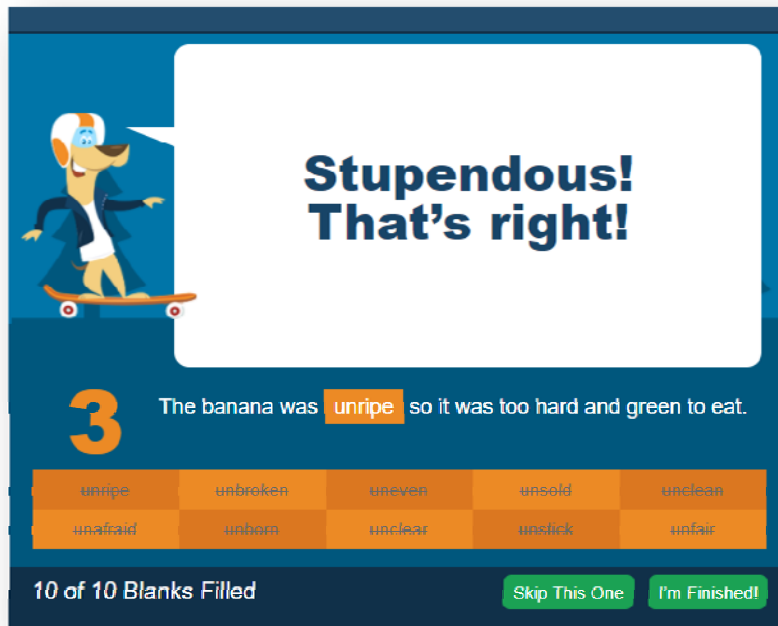 Stupendous!
That's right!
3 The banana was unripe so it was too hard and green to eat.
unripe unbroken uneven unsold unclean
unafraid unborn unclear unstick unfair
10 of 10 Blanks Filled Skip This One I'm Finished!